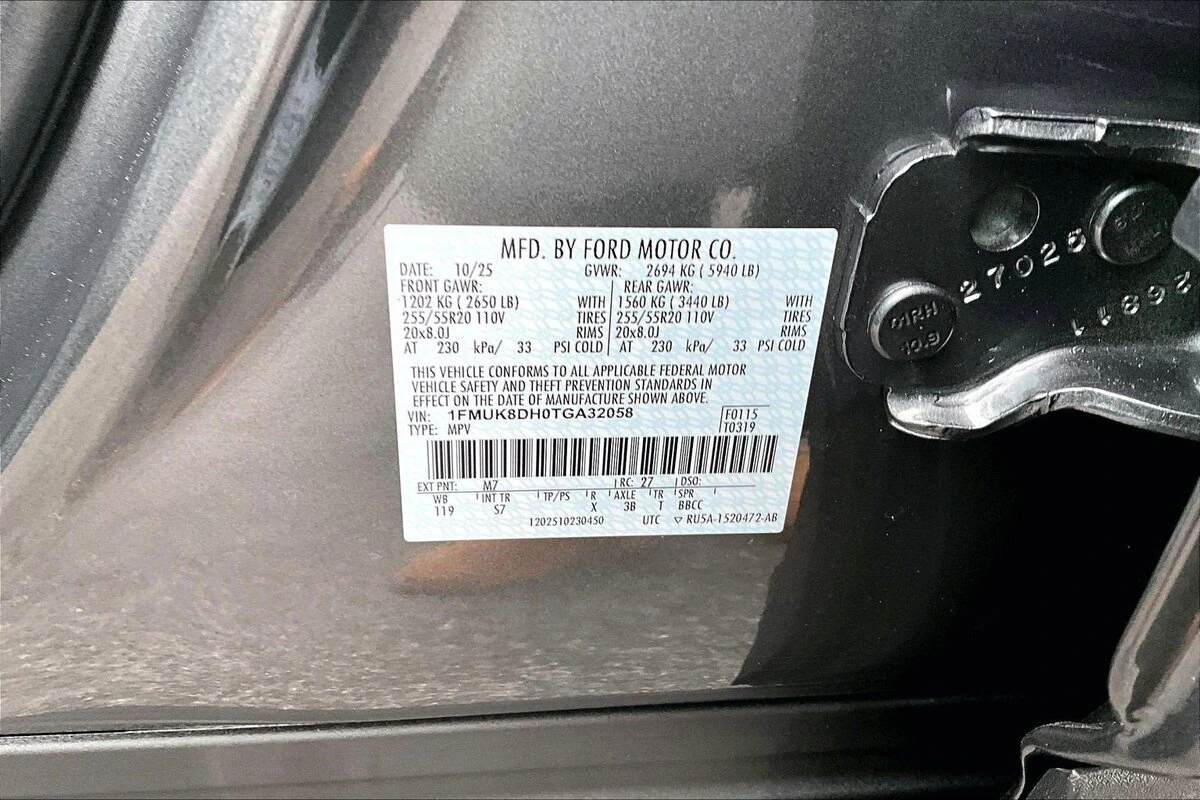 MFD. BY FORD MOTOR CO.
DATE: 10/25 GVWR: 2694 KG ( 5940 LB)
FRONT GAWR: REAR GAWR:
1202 KG ( 2650 LB) WITH 1560 KG ( 3440 LB) WITH
255/55R20 110V TIRES 255/55R20 110V TIRES
20x8.0J RIMS 20x8.0J RIMS
AT 230 kPa/ 33 PSI COLD AT 230 kPa/ 33 PSI COLD
THIS VEHICLE CONFORMS TO ALL APPLICABLE FEDERAL MOTOR
VEHICLE SAFETY AND THEFT PREVENTION STANDARDS IN
EFFECT ON THE DATE OF MANUFACTURE SHOWN ABOVE.
VIN: 1FMUK8DH0TGA32058 F0115
TYPE: MPV T0319
EXT PNT: M7 RC: 27 DSO:
WB INT TR TP/PS R AXLE TR SPR
119 S7 X 3B T BBCC
1202510230450 UTC ▽ RU5A-1520472-AB
27025
11892
01RH
10.9